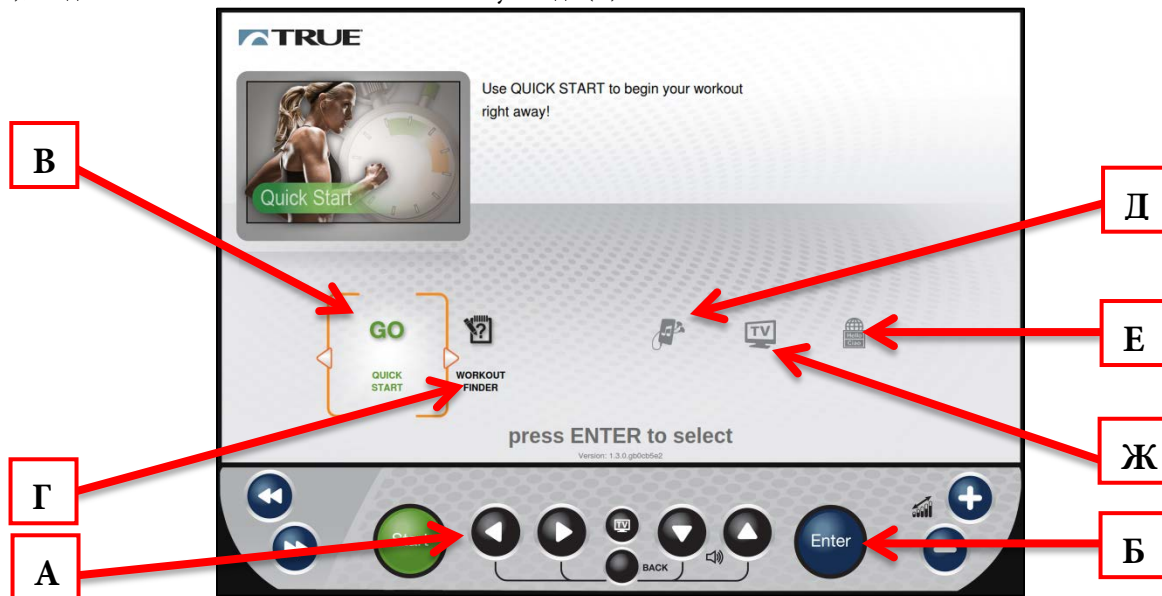 TRUE
Use QUICK START to begin your workout
right away!
Quick Start
В
Д
GO
TV
Е
QUICK
START
WORKOUT
FINDER
press ENTER to select
Version: 1.3.0.gb0cb5e2
Ж
Г
TV
Enter
BACK
А
Б